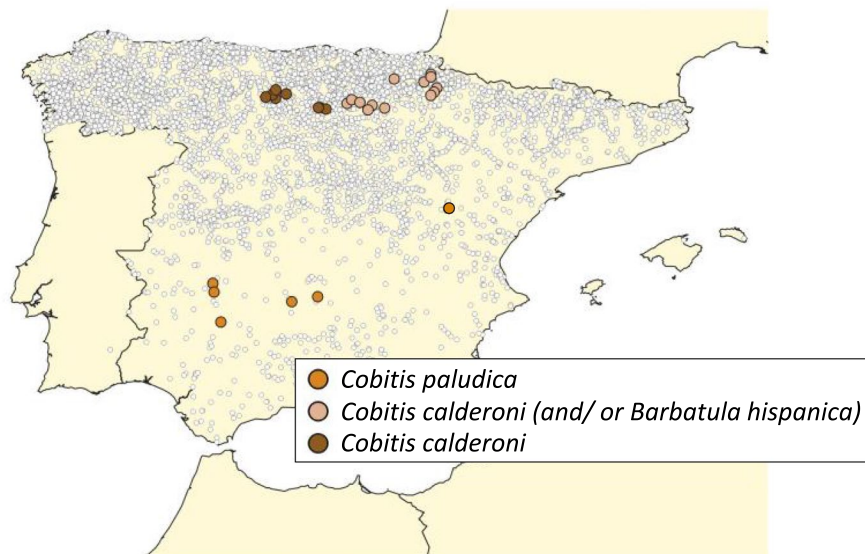 Cobitis paludica
Cobitis calderoni (and/ or Barbatula hispanica)
Cobitis calderoni